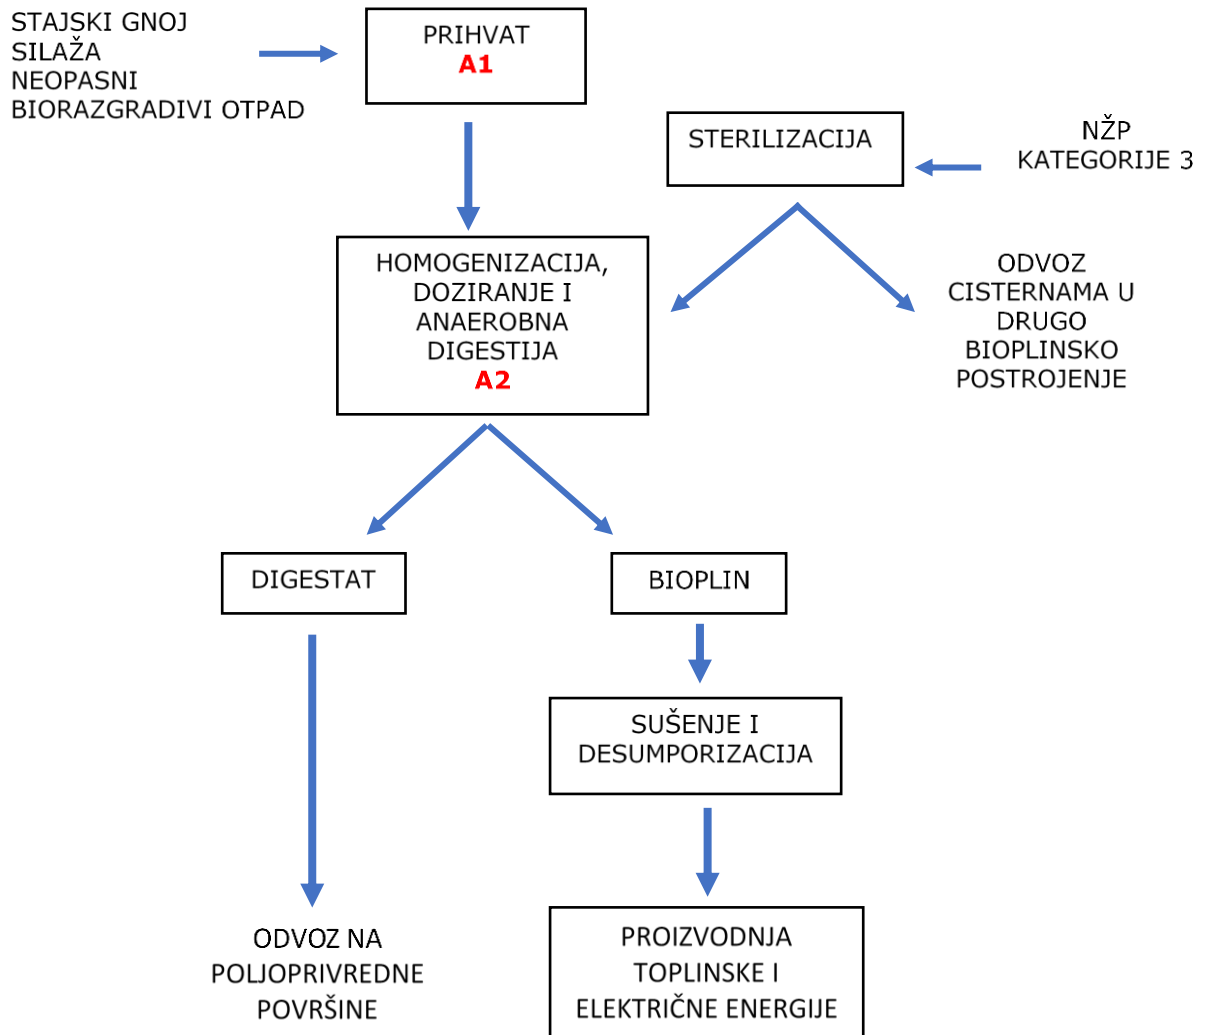 STAJSKI GNOJ
SILAŽA
NEOPASNI
BIORAZGRADIVI OTPAD
PRIHVAT
A1
STERILIZACIJA
NŽP
KATEGORIJE 3
HOMOGENIZACIJA,
DOZIRANJE I
ANAEROBNA
DIGESTIJA
A2
ODVOZ
CISTERNAMA U
DRUGO
BIOPLINSKO
POSTROJENJE
DIGESTAT
BIOPLIN
SUŠENJE I
DESUMPORIZACIJA
ODVOZ NA
POLJOPRIVREDNE
POVRŠINE
PROIZVODNJA
TOPLINSKE I
ELEKTRIČNE ENERGIJE